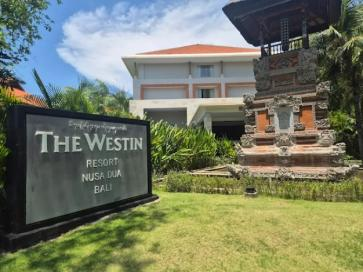 THE WESTIN
RESORT
NUSA DUA
BALI